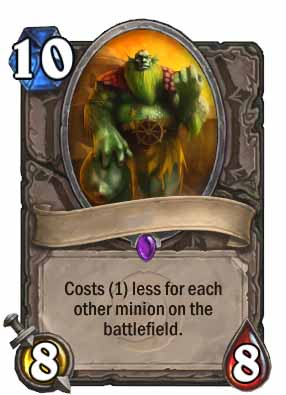 10
Costs (1) less for each
other minion on the
battlefield.
8 8